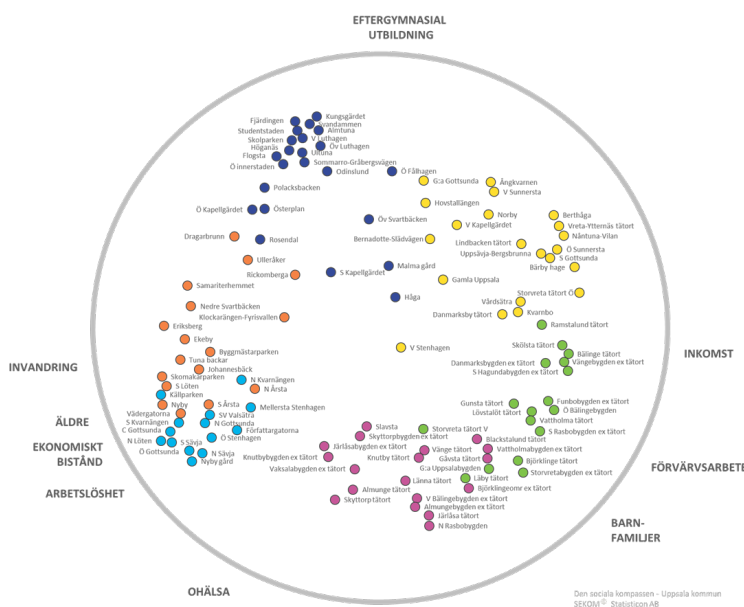 EFTERGYMNASIAL
UTBILDNING
Kungsgärdet
Fjärdingen
Svandammen
Studentstaden
Almtuna
Skolparken
V Luthagen
Öv Luthagen
Höganäs
Ultuna
Flogsta
Sommarro-Gråbergsvägen
Ö innerstaden
Odinslund
Ö Fålhagen
G:a Gottsunda
Ångkvarnen
V Sunnersta
Polacksbacken
Hovstallängen
Ö Kapellgärdet
Österplan
Öv Svartbäcken
Norby
Berthåga
V Kapellgärdet
Vreta-Ytternäs tätort
Nåntuna-Vilan
Dragarbrunn
Rosendal
Bernadotte-Slädvägen
Lindbacken tätort
Ö Sunnersta
Uppsävja-Bergsbrunna
S Gottsunda
Ulleråker
Malma gård
Bärby hage
Rickomberga
S Kapellgärdet
Gamla Uppsala
Samariterhemmet
Storvreta tätort Ö
Håga
Vårdsätra
Nedre Svartbäcken
Danmarksby tätort
Kvarnbo
Klockarängen-Fyrisvallen
Ramstalund tätort
Eriksberg
Ekeby
V Stenhagen
Skölsta tätort
Byggmästarparken
Bälinge tätort
INKOMST
INVANDRING
Tuna backar
Danmarksbygden ex tätort
Vängebygden ex tätort
Johannesbäck
S Hagundabygden ex tätort
Skomakarparken
N Kvarnängen
S Löten
N Årsta
Källparken
Nyby
S Årsta
Mellersta Stenhagen
Gunsta tätort
Funbobygden ex tätort
Vädergatorna
SV Valsätra
Lövstalöt tätort
Ö Bälingebygden
ÄLDRE
S Kvarnängen
N Gottsunda
Vattholma tätort
C Gottsunda
Författargatorna
Slavsta
Storvreta tätort V
S Rasbobygden ex tätort
N Löten
S Sävja
Ö Stenhagen
Skyttorpbygden ex tätort
Blackstalund tätort
EKONOMISKT
BISTÅND
Järlåsabygden ex tätort
Vänge tätort
Vattholmabygden ex tätort
Ö Gottsunda
N Sävja
Knutbybygden ex tätort
Knutby tätort
Gåvsta tätort
Björklinge tätort
Nyby gård
Vaksalabygden ex tätort
G:a Uppsalabygden
Storvretabygden ex tätort
FÖRVÄRVSARBETE
Länna tätort
Läby tätort
ARBETSLÖSHET
Almunge tätort
Björklingeomr ex tätort
Skyttorp tätort
V Bälingebygden ex tätort
Almungebygden ex tätort
Järlåsa tätort
N Rasbobygden
BARN-
FAMILJER
OHÄLSA
Den sociala kompassen - Uppsala kommun
SEKOM© Statisticon AB